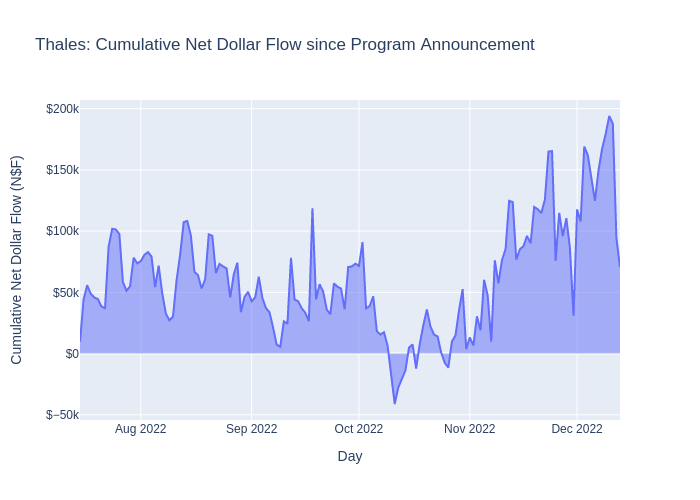 Thales: Cumulative Net Dollar Flow since Program Announcement
Cumulative Net Dollar Flow (N$F)
$200k
$150k
$100k
$50k
$0
$−50k
Aug 2022
Sep 2022
Oct 2022
Nov 2022
Dec 2022
Day